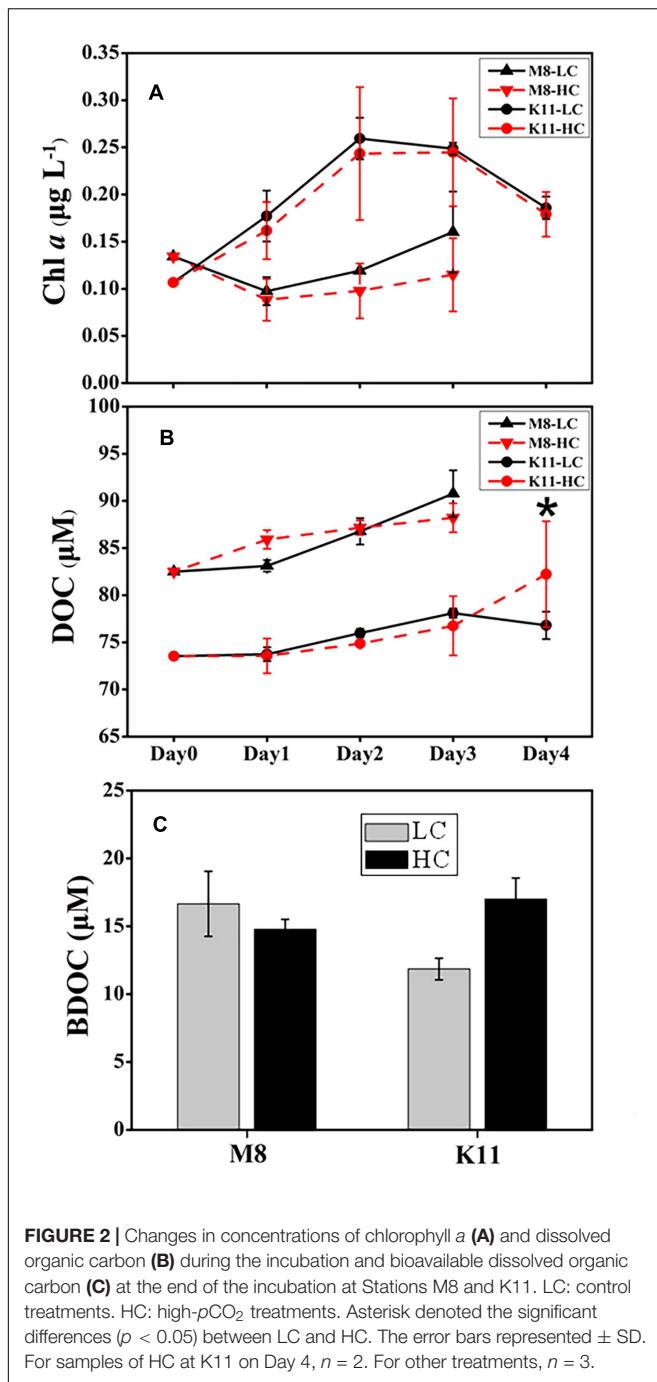 A
M8-LC
M8-HC
K11-LC
K11-HC
Chl a (µg L-1)
0.35
0.30
0.25
0.20
0.15
0.10
0.05
0.00
B
M8-LC
M8-HC
K11-LC
K11-HC
*
DOC (µM)
100
95
90
85
80
75
70
65
Day0 Day1 Day2 Day3 Day4
C
LC
HC
BDOC (µM)
25
20
15
10
5
0
M8 K11
FIGURE 2 | Changes in concentrations of chlorophyll a (A) and dissolved
organic carbon (B) during the incubation and bioavailable dissolved organic
carbon (C) at the end of the incubation at Stations M8 and K11. LC: control
treatments. HC: high-pCO₂ treatments. Asterisk denoted the significant
differences (p < 0.05) between LC and HC. The error bars represented ± SD.
For samples of HC at K11 on Day 4, n = 2. For other treatments, n = 3.